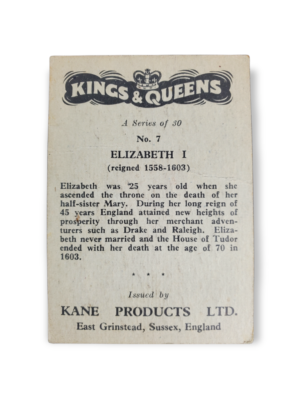 KINGS & QUEENS
A Series of 30
No. 7
ELIZABETH I
(reigned 1558-1603)
Elizabeth was 25 years old when she
ascended the throne on the death of her
half-sister Mary. During her long reign of
45 years England attained new heights of
prosperity through her merchant adven-
turers such as Drake and Raleigh. Eliza-
beth never married and the House of Tudor
ended with her death at the age of 70 in
1603.
Issued by
KANE PRODUCTS LTD.
East Grinstead, Sussex, England